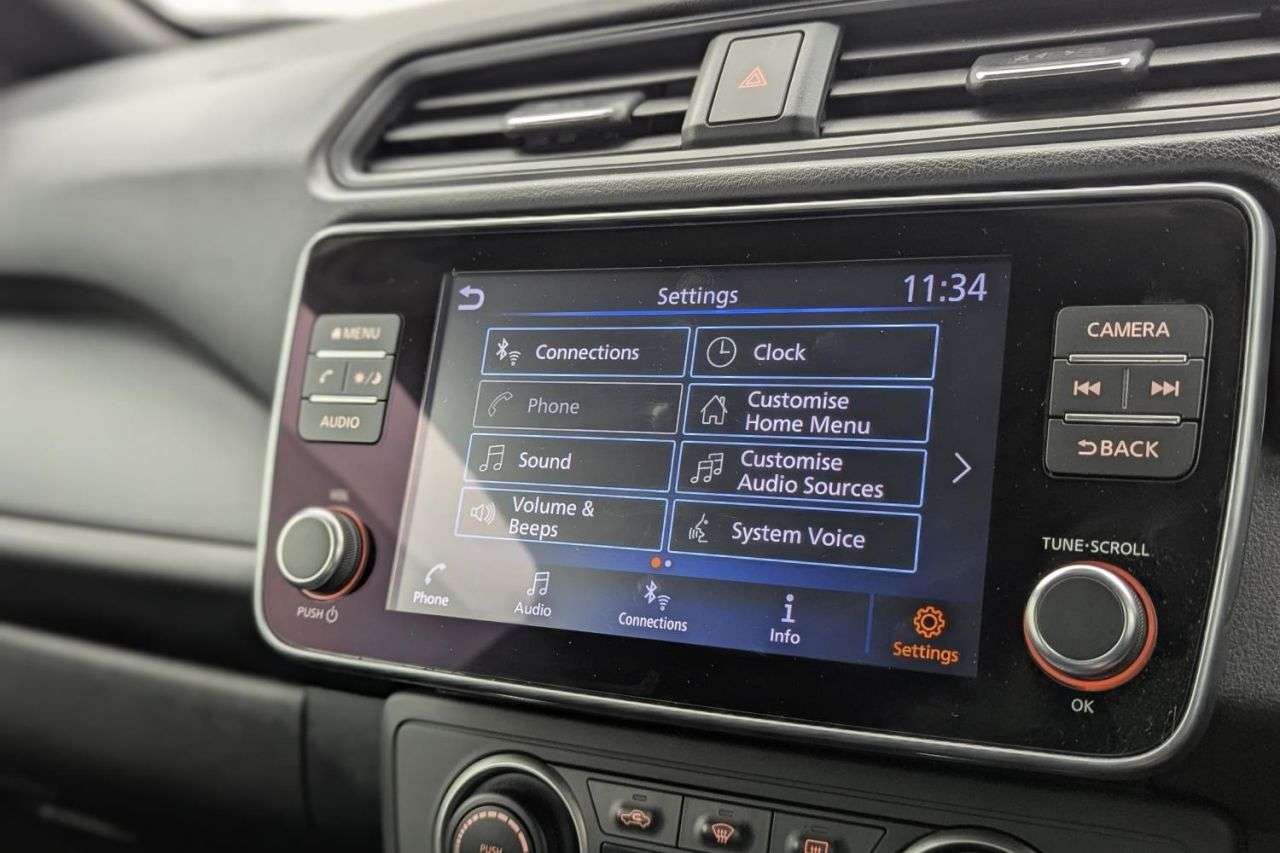 Settings
11:34
Connections
Clock
Phone
Customise
Home Menu
Sound
Customise
Audio Sources
Volume &
Beeps
System Voice
Phone
Audio
Connections
i
Info
Settings
MENU
AUDIO
VOL
PUSH
CAMERA
BACK
TUNE·SCROLL
OK
PUSH